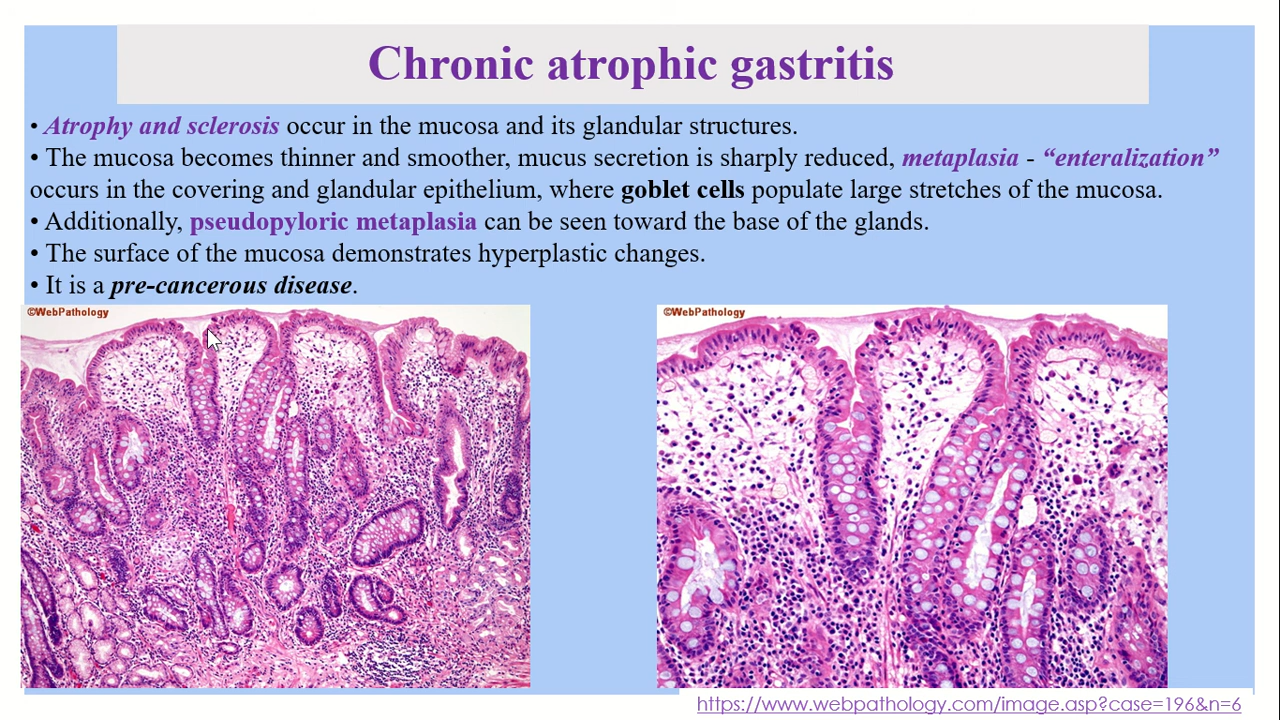 Chronic atrophic gastritis
• Atrophy and sclerosis occur in the mucosa and its glandular structures.
• The mucosa becomes thinner and smoother, mucus secretion is sharply reduced, metaplasia - “enteralization”
occurs in the covering and glandular epithelium, where goblet cells populate large stretches of the mucosa.
• Additionally, pseudopyloric metaplasia can be seen toward the base of the glands.
• The surface of the mucosa demonstrates hyperplastic changes.
• It is a pre-cancerous disease.
©WebPathology
©WebPathology
https://www.webpathology.com/image.asp?case=196&n=6